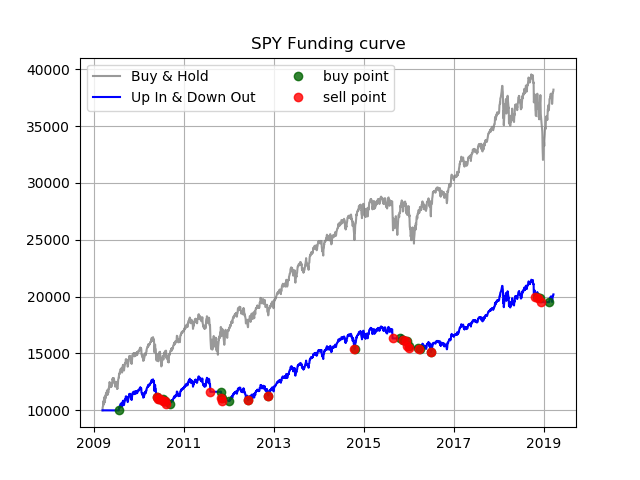 SPY Funding curve
Buy & Hold
Up In & Down Out
buy point
sell point
40000
35000
30000
25000
20000
15000
10000
2009 2011 2013 2015 2017 2019